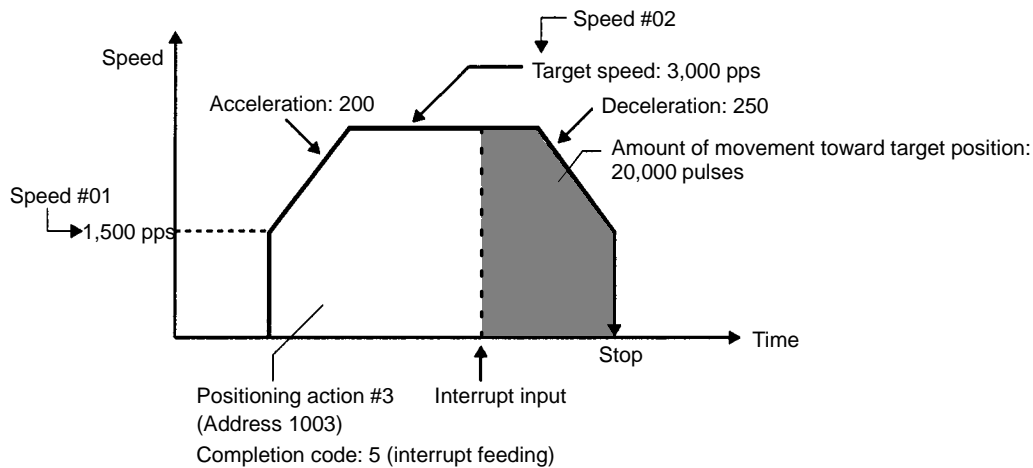 Speed #02
Speed
Target speed: 3,000 pps
Acceleration: 200
Deceleration: 250
Amount of movement toward target position:
20,000 pulses
Speed #01
1,500 pps
Time
Stop
Positioning action #3
(Address 1003)
Completion code: 5 (interrupt feeding)
Interrupt input